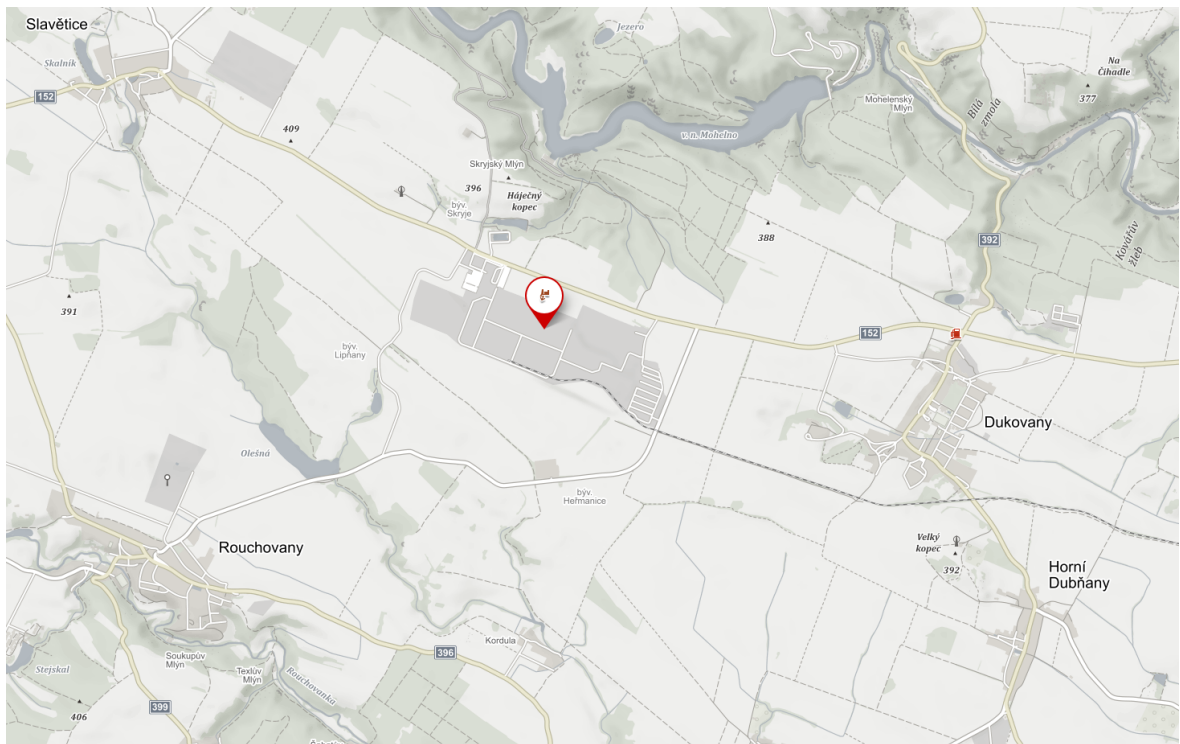 Slavětice
Jezero
Skalník
Na
Čihadle
377
152
Mohelenský
Mlýn
Bílá
zmola
409
v. n. Mohelno
Skryjský Mlýn
396
Háječný
kopec
býv.
Skryje
388
392
Kovářův
žleb
391
152
býv.
Lipňany
Dukovany
Olešná
býv.
Heřmanice
Rouchovany
Velký
kopec
392
Horní
Dubňany
Kordula
396
Soukupův
Mlýn
Stejskal
Texlův
Mlýn
Rouchovanka
399
406